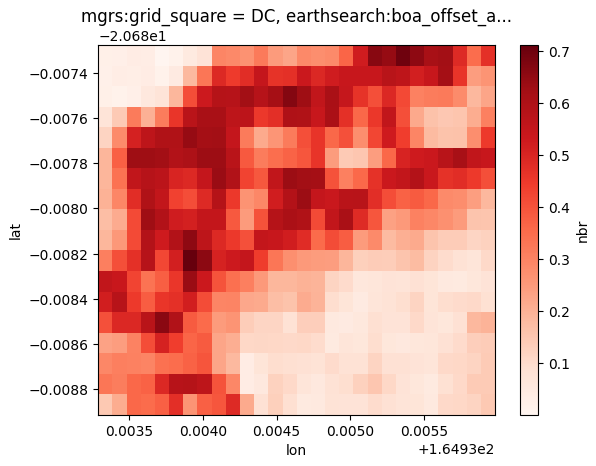 mgrs:grid_square = DC, earthsearch:boa_offset_a...
−2.068e1
−0.0074
−0.0076
−0.0078
−0.0080
−0.0082
−0.0084
−0.0086
−0.0088
lat
0.0035 0.0040 0.0045 0.0050 0.0055
lon
+1.6493e2
0.7
0.6
0.5
0.4
0.3
0.2
0.1
nbr